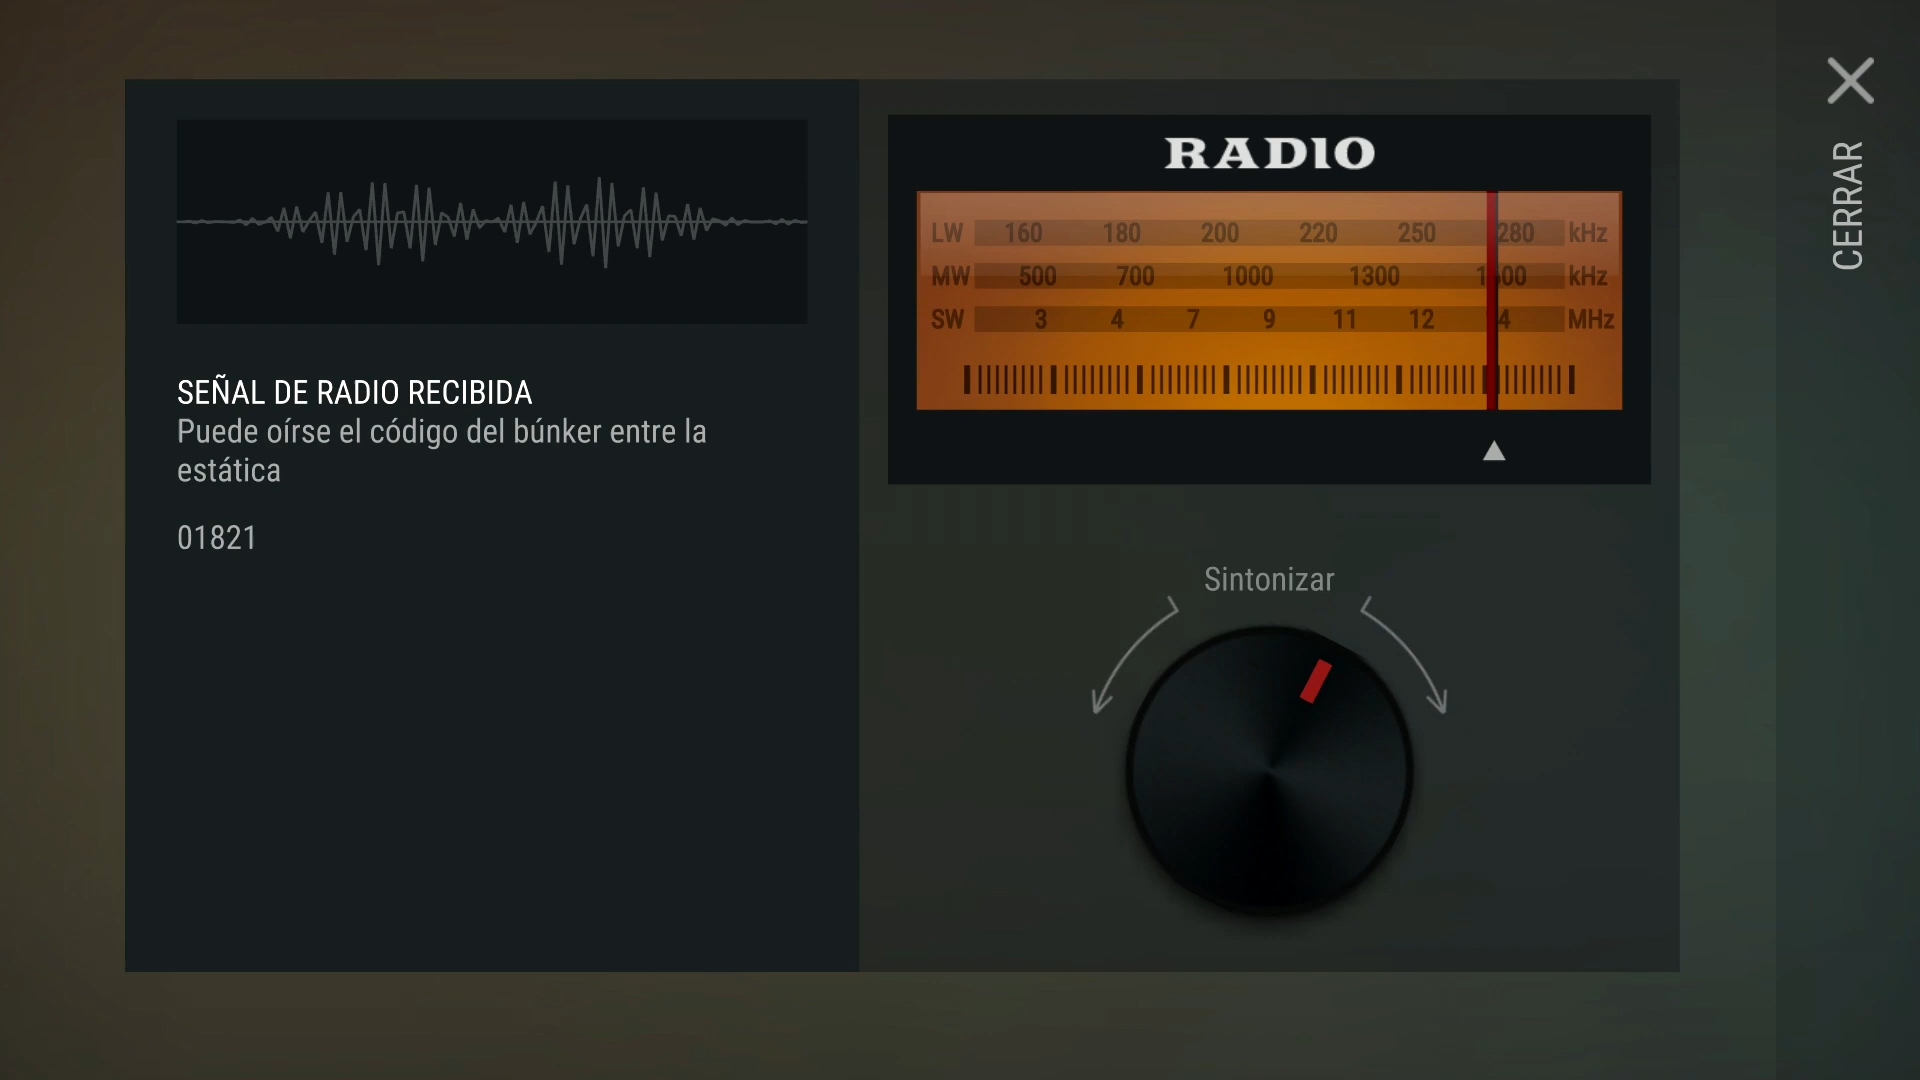 CERRAR
SEÑAL DE RADIO RECIBIDA
Puede oírse el código del búnker entre la
estática
01821
RADIO
LW 160 180 200 220 250 280 kHz
MW 500 700 1000 1300 1600 kHz
SW 3 4 7 9 11 12 MHz
Sintonizar